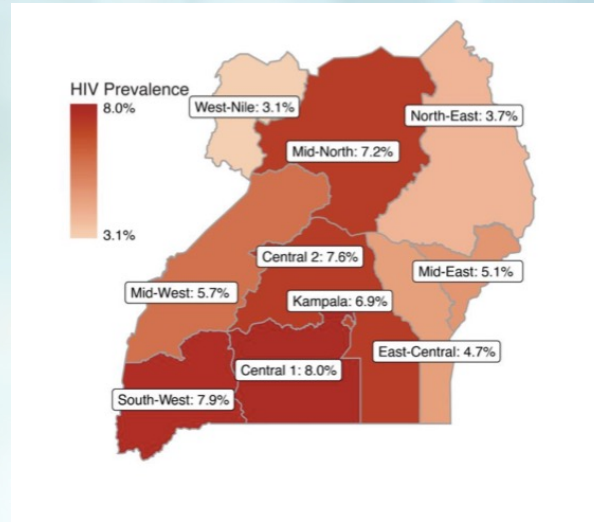 HIV Prevalence
8.0%
3.1%
West-Nile: 3.1%
North-East: 3.7%
Mid-North: 7.2%
Central 2: 7.6%
Mid-East: 5.1%
Mid-West: 5.7%
Kampala: 6.9%
East-Central: 4.7%
Central 1: 8.0%
South-West: 7.9%